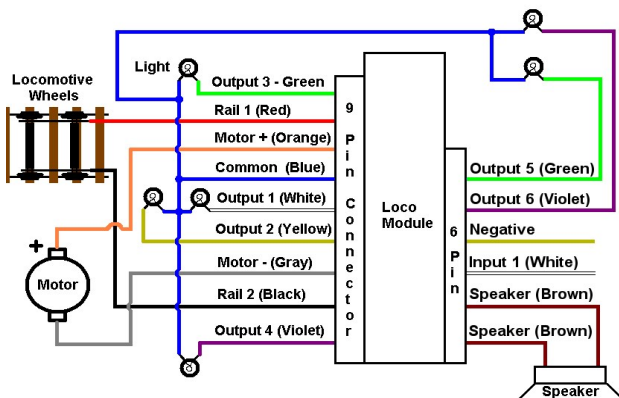 Locomotive
Wheels
Light
Output 3 - Green
Rail 1 (Red)
Motor + (Orange)
Common (Blue)
Output 1 (White)
Output 2 (Yellow)
Motor - (Gray)
Rail 2 (Black)
Output 4 (Violet)
+
Motor
9 Pin Connector
Loco
Module
6 Pin
Output 5 (Green)
Output 6 (Violet)
Negative
Input 1 (White)
Speaker (Brown)
Speaker (Brown)
Speaker